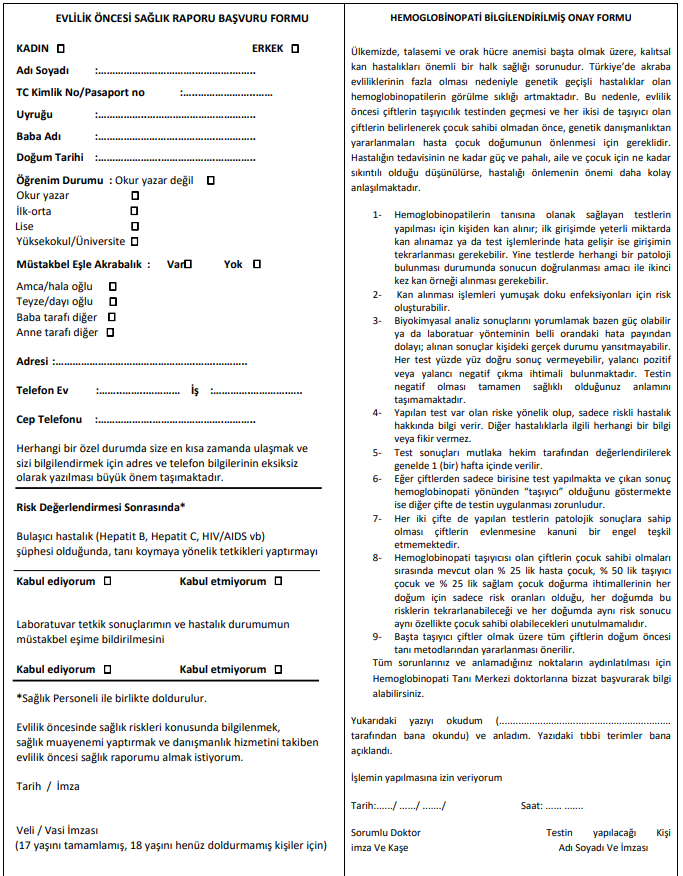 EVLİLİK ÖNCESİ SAĞLIK RAPORU BAŞVURU FORMU
KADIN ERKEK
Adı Soyadı :……………………………………………..
TC Kimlik No/Pasaport no :…………………………
Uyruğu :……………………………………………..
Baba Adı :……………………………………………..
Doğum Tarihi :……………………………………………..
Öğrenim Durumu : Okur yazar değil
Okur yazar
İlk-orta
Lise
Yüksekokul/Üniversite
Müstakbel Eşle Akrabalık : Var Yok
Amca/hala oğlu
Teyze/dayı oğlu
Baba tarafı diğer
Anne tarafı diğer
Adresi :……………………………………………………….
Telefon Ev :……………………… İş :………………………..
Cep Telefonu :……………………………………………..
Herhangi bir özel durumda size en kısa zamanda ulaşmak ve
sizi bilgilendirmek için adres ve telefon bilgilerinin eksiksiz
olarak yazılması büyük önem taşımaktadır.
Risk Değerlendirmesi Sonrasında*
Bulaşıcı hastalık (Hepatit B, Hepatit C, HIV/AIDS vb)
şüphesi olduğında, tanı koymaya yönelik tetkikleri yaptırmayı
Kabul ediyorum Kabul etmiyorum
Laboratuvar tetkik sonuçlarımın ve hastalık durumumun
müstakbel eşime bildirilmesini
Kabul ediyorum Kabul etmiyorum
*Sağlık Personeli ile birlikte doldurulur.
Evlilik öncesinde sağlık riskleri konusunda bilgilenmek,
sağlık muayenemi yaptırmak ve danışmanlık hizmetini takiben
evlilik öncesi sağlık raporumu almak istiyorum.
Tarih / İmza
Veli / Vasi İmzası
(17 yaşını tamamlamış, 18 yaşını henüz doldurmamış kişiler için)
HEMOGLOBİNOPATİ BİLGİLENDİRİLMİŞ ONAY FORMU
Ülkemizde, talasemi ve orak hücre anemisi başta olmak üzere, kalıtsal
kan hastalıkları önemli bir halk sağlığı sorunudur. Türkiye’de akraba
evliliklerinin fazla olması nedeniyle genetik geçişli hastalıklar olan
hemoglobinopatilerin görülme sıklığı artmaktadır. Bu nedenle, evlilik
öncesi çiftlerin taşıyıcılık testinden geçmesi ve her ikisi de taşıyıcı olan
çiftlerin belirlenerek çocuk sahibi olmadan önce, genetik danışmanlıktan
yararlanmaları hasta çocuk doğumunun önlenmesi için gereklidir.
Hastalığın tedavisinin ne kadar güç ve pahalı, aile ve çocuk için ne kadar
sıkıntılı olduğu düşünülürse, hastalığı önlemenin önemi daha kolay
anlaşılmaktadır.
1- Hemoglobinopatilerin tanısına olanak sağlayan testlerin
yapılması için kişiden kan alınır; ilk girişimde yeterli miktarda
kan alınamaz ya da test işlemlerinde hata gelişir ise girişimin
tekrarlanması gerekebilir. Yine testlerde herhangi bir patoloji
bulunması durumunda sonucun doğrulanması amacı ile ikinci
kez kan örneği alınması gerekebilir.
2- Kan alınması işlemleri yumuşak doku enfeksiyonları için risk
oluşturabilir.
3- Biyokimyasal analiz sonuçlarını yorumlamak bazen güç olabilir
ya da laboratuar yönteminin belli orandaki hata payından
dolayı; alınan sonuçlar kişideki gerçek durumu yansıtmayabilir.
Her test yüzde yüz doğru sonuç vermeyebilir, yalancı pozitif
veya yalancı negatif çıkma ihtimali bulunmaktadır. Testin
negatif olması tamamen sağlıklı olduğunuz anlamını
taşımamaktadır.
4- Yapılan test var olan riske yönelik olup, sadece riskli hastalık
hakkında bilgi verir. Diğer hastalıklarla ilgili herhangi bir bilgi
veya fikir vermez.
5- Test sonuçları mutlaka hekim tarafından değerlendirilerek
genelde 1 (bir) hafta içinde verilir.
6- Eğer çiftlerden sadece birisine test yapılmakta ve çıkan sonuç
hemoglobinopati yönünden “taşıyıcı” olduğunu göstermekte
ise diğer çifte de testin uygulanması zorunludur.
7- Her iki çifte de yapılan testlerin patolojik sonuçlara sahip
olması çiftlerin evlenmesine kanuni bir engel teşkil
etmemektedir.
8- Hemoglobinopati taşıyıcısı olan çiftlerin çocuk sahibi olmaları
sırasında mevcut olan % 25 lik hasta çocuk, % 50 lik taşıyıcı
çocuk ve % 25 lik sağlam çocuk doğurma ihtimallerinin her
doğum için sadece risk oranları olduğu, her doğumda bu
risklerin tekrarlanabileceği ve her doğumda aynı risk sonucu
aynı özellikte çocuk sahibi olabilecekleri unutulmamalıdır.
9- Başta taşıyıcı çiftler olmak üzere tüm çiftlerin doğum öncesi
tanı metodlarından yararlanması önerilir.
Tüm sorunlarınız ve anlamadığınız noktaların aydınlatılması için
Hemoglobinopati Tanı Merkezi doktorlarına bizzat başvurarak bilgi
alabilirsiniz.
Yukarıdaki yazıyı okudum (……………………………………………………………
tarafından bana okundu) ve anladım. Yazıdaki tıbbi terimler bana
açıklandı.
İşlemin yapılmasına izin veriyorum
Tarih:....../ ....../ ......./ Saat: ...... .......
Sorumlu Doktor Testin yapılacağı Kişi
imza Ve Kaşe Adı Soyadı Ve İmzası